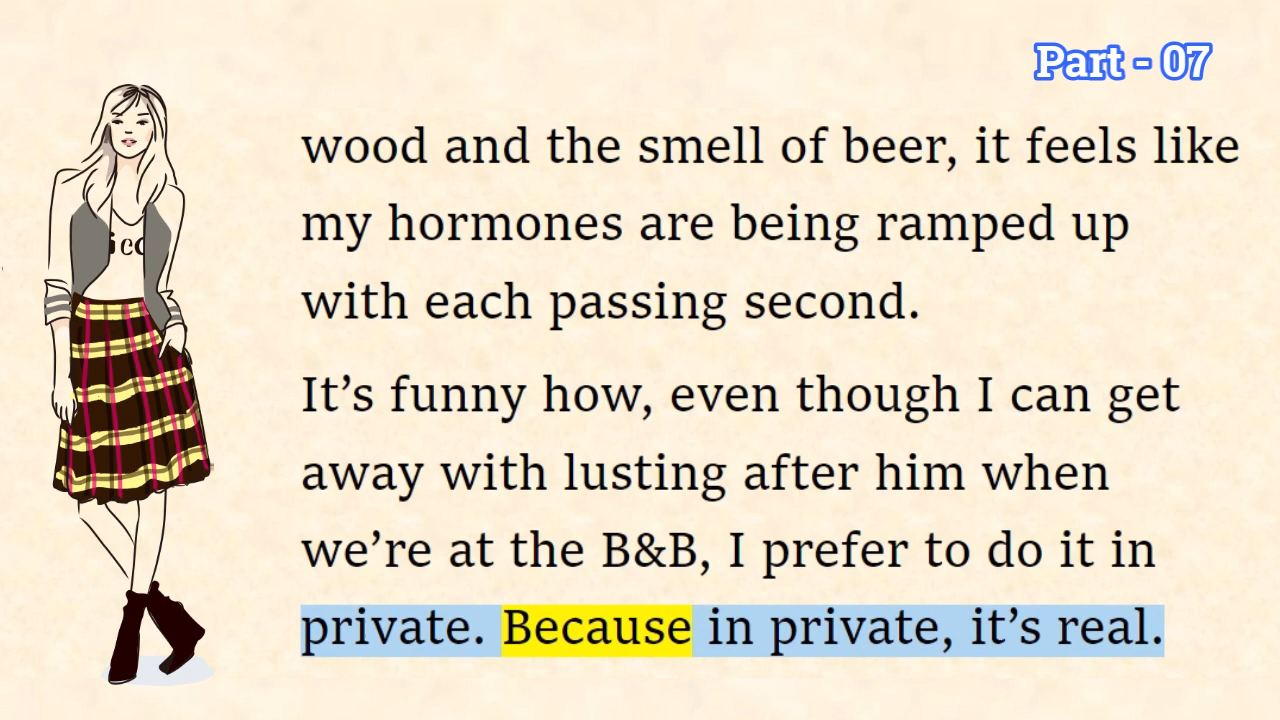 Part - 07
wood and the smell of beer, it feels like
my hormones are being ramped up
with each passing second.
It’s funny how, even though I can get
away with lusting after him when
we’re at the B&B, I prefer to do it in
private. Because in private, it’s real.